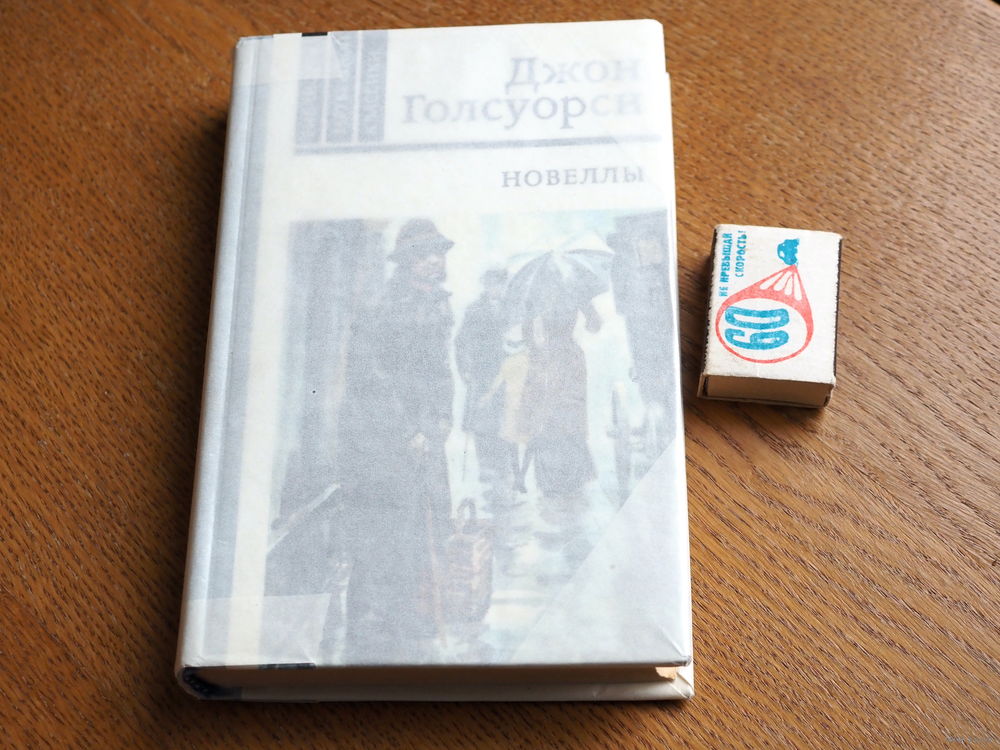 Джон
Голсуорси
НОВЕЛЛЫ
НЕ ПРЕВЫШАЙ
СКОРОСТЬ!
60